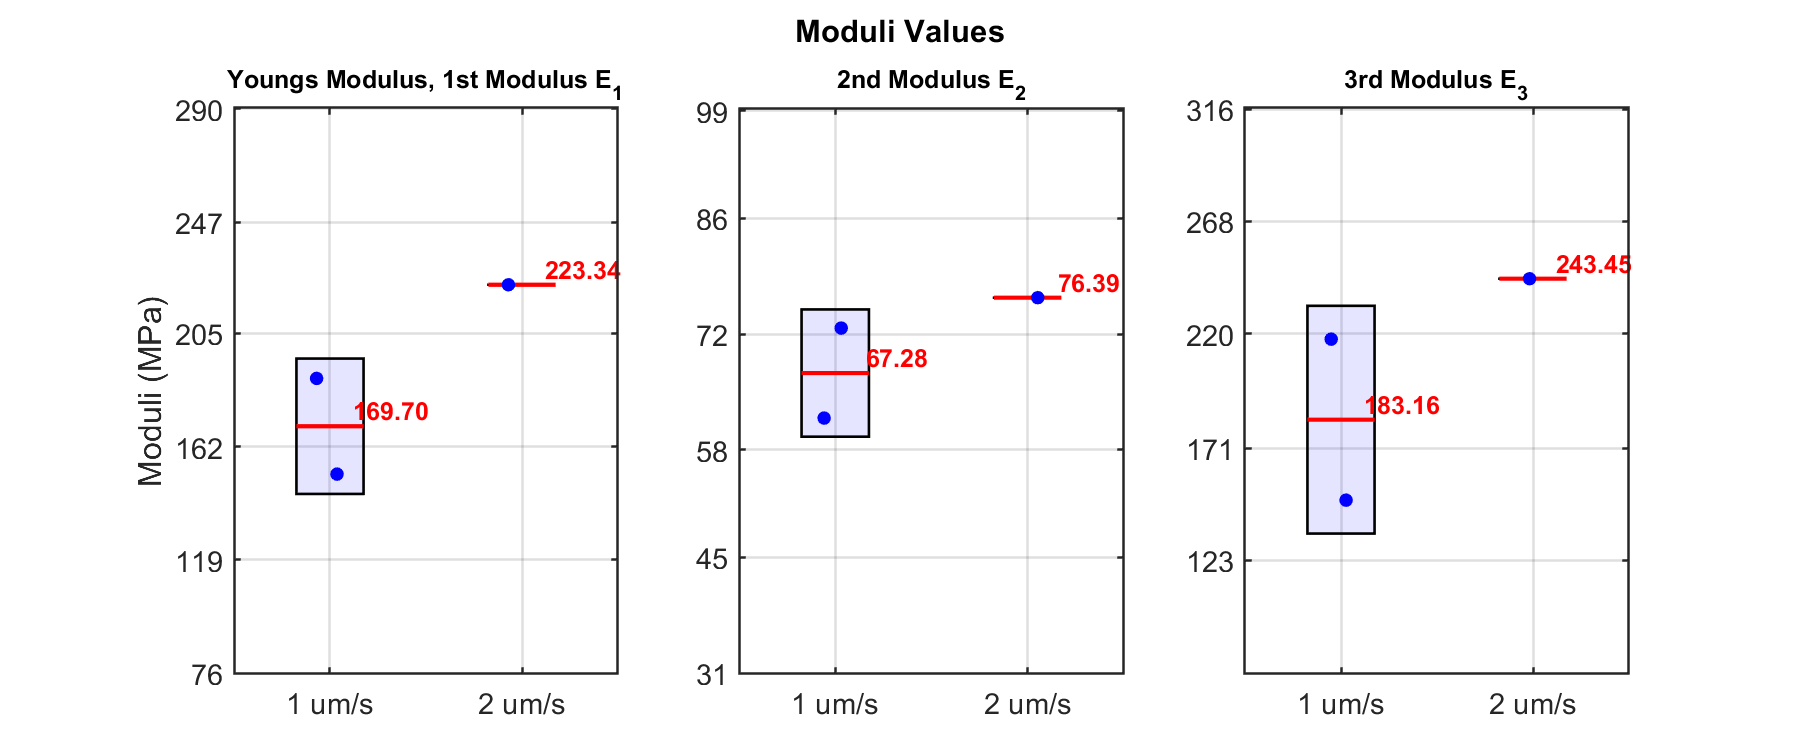 Moduli Values
Youngs Modulus, 1st Modulus E1
290
247
205
162
119
76
Moduli (MPa)
169.70
223.34
1 um/s
2 um/s
2nd Modulus E2
99
86
72
58
45
31
67.28
76.39
1 um/s
2 um/s
3rd Modulus E3
316
268
220
171
123
183.16
243.45
1 um/s
2 um/s